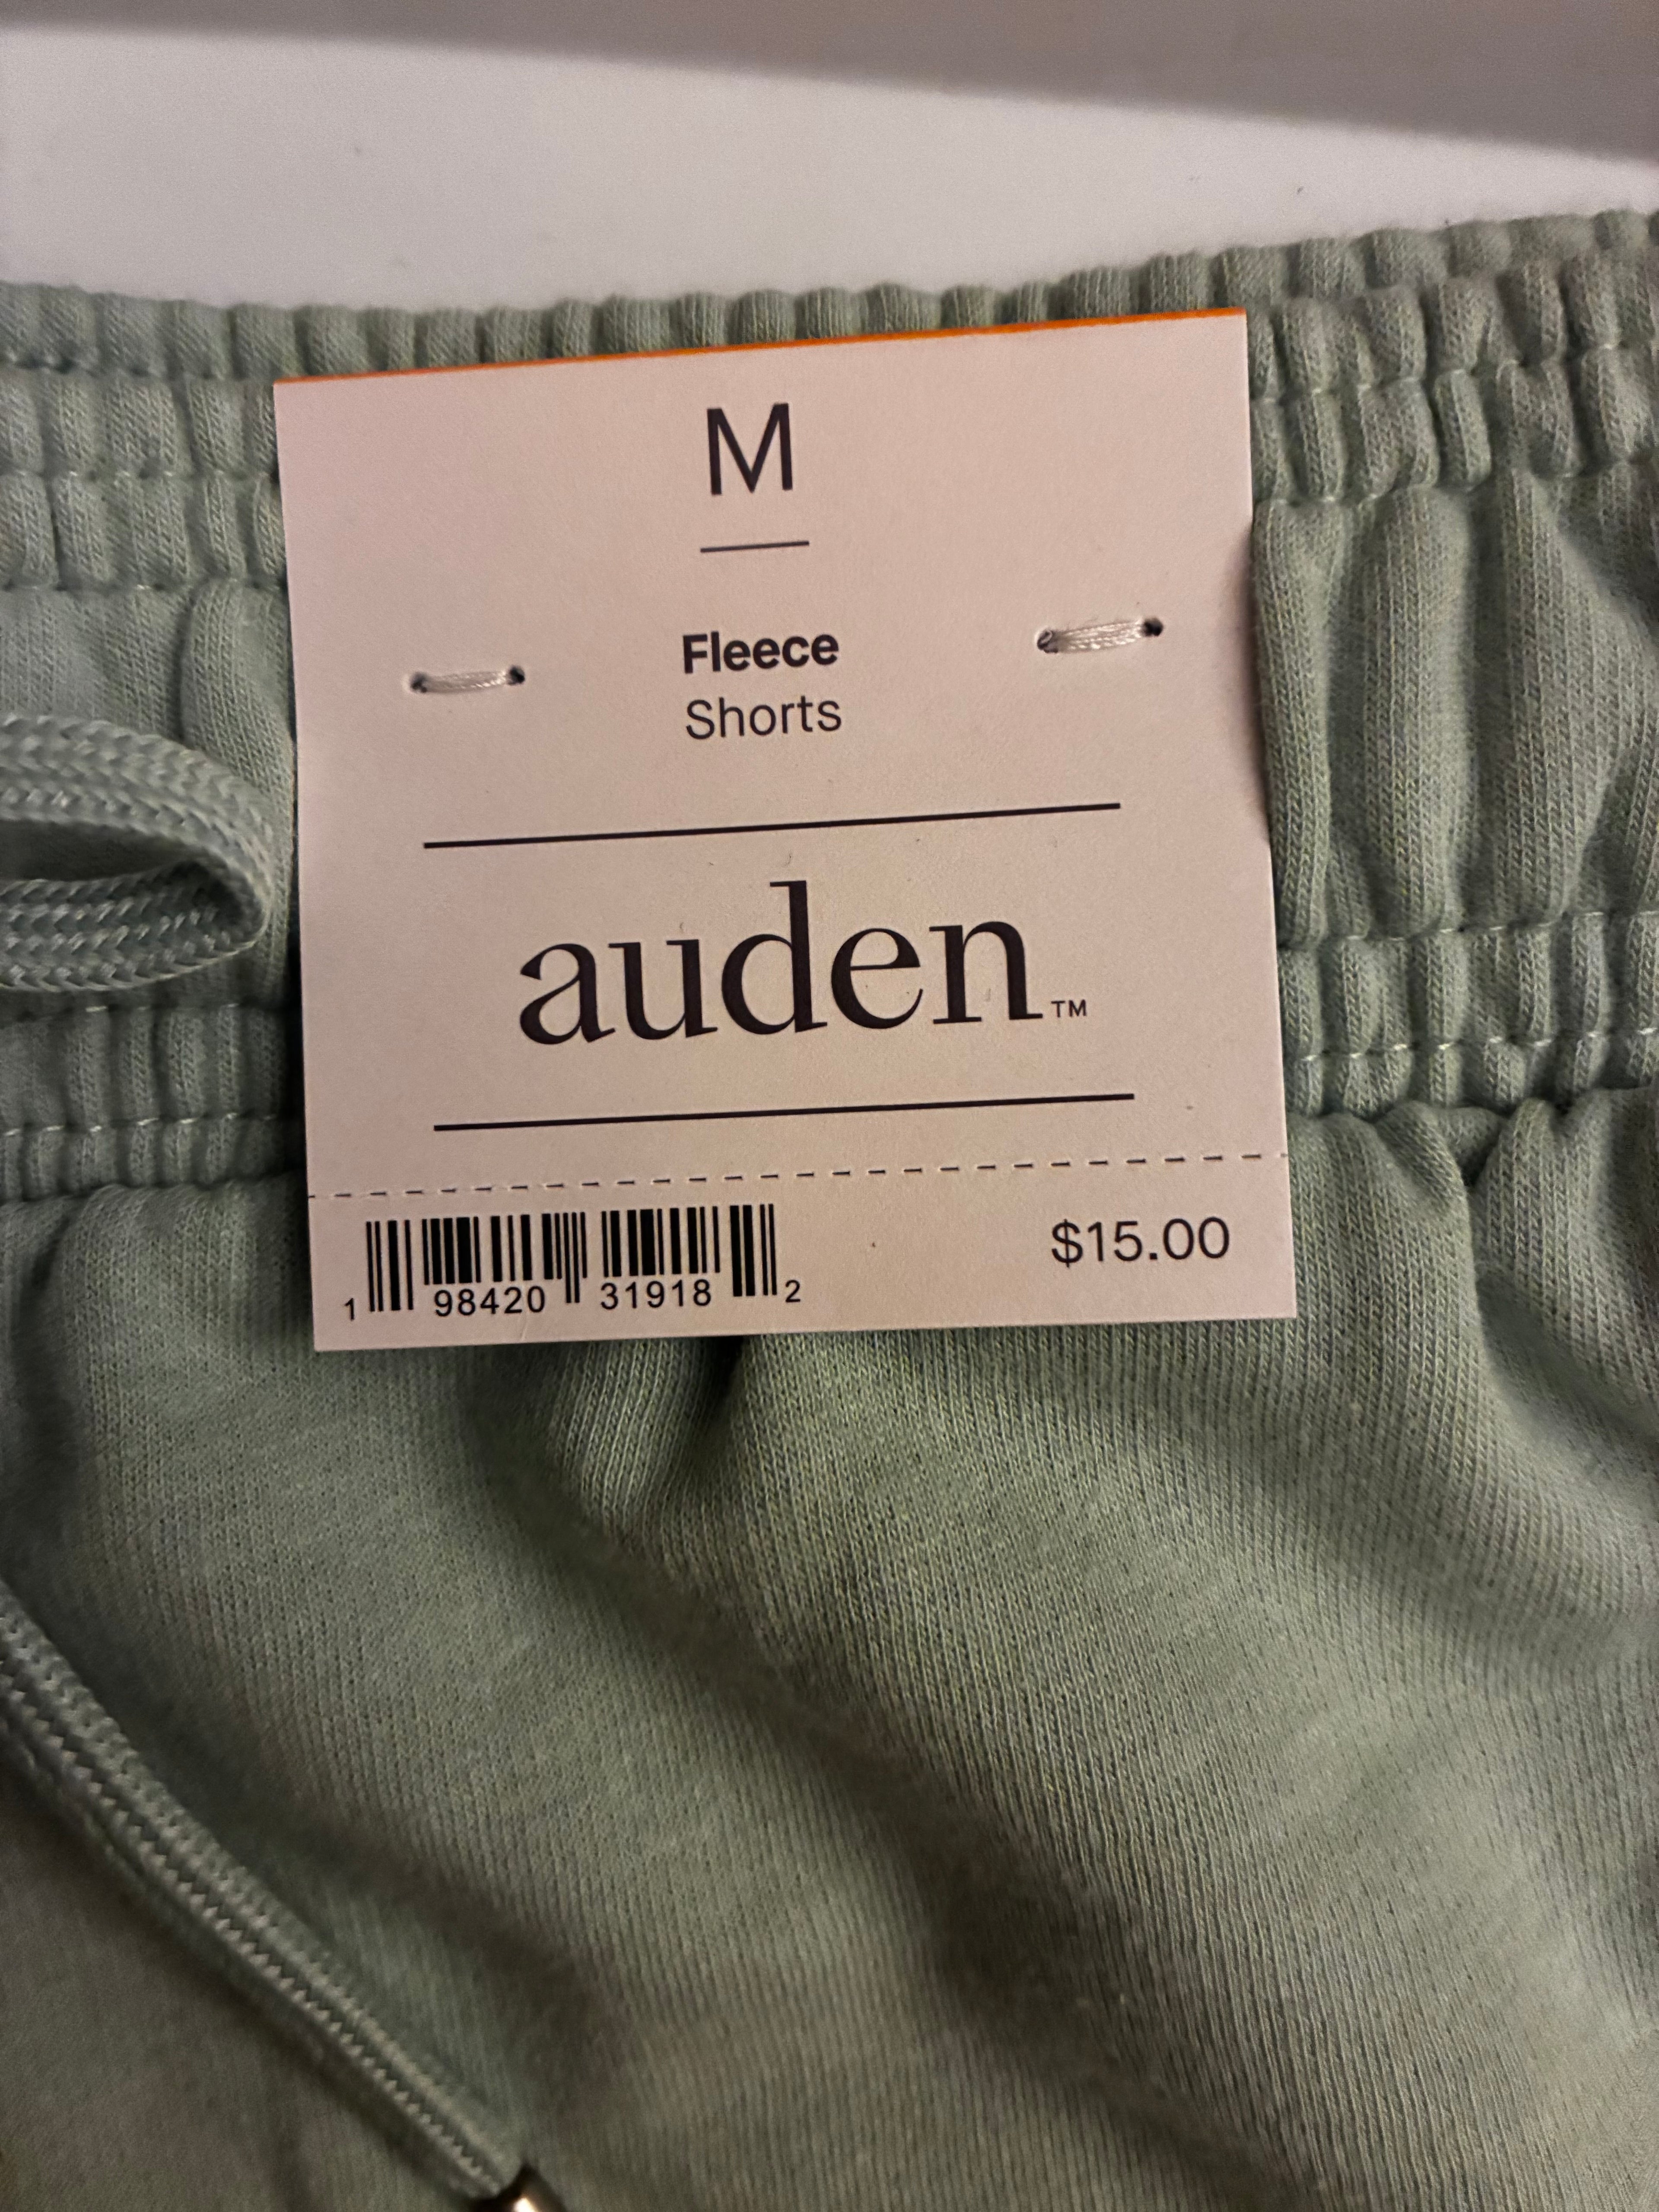 M
Fleece
Shorts
auden™
1 98420 31918 2
$15.00